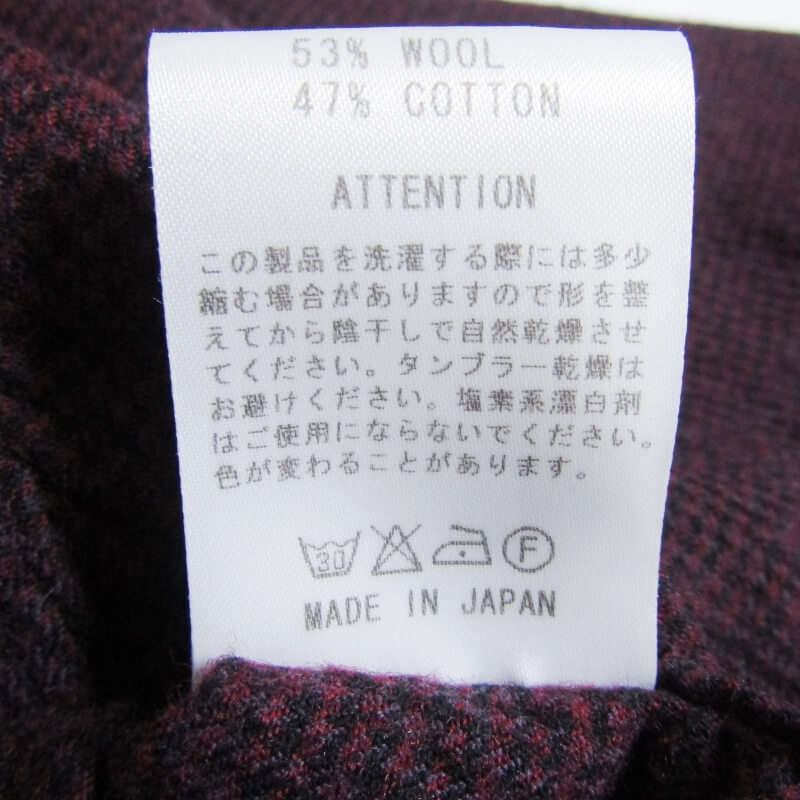 53% WOOL
47% COTTON
ATTENTION
この製品を洗濯する際には多少
縮む場合がありますので形を整
えてから陰干しで自然乾燥させ
てください。タンブラー乾燥は
お避けください。塩素系漂白剤
はご使用にならないでください。
色が変わることがあります。
30 F
MADE IN JAPAN